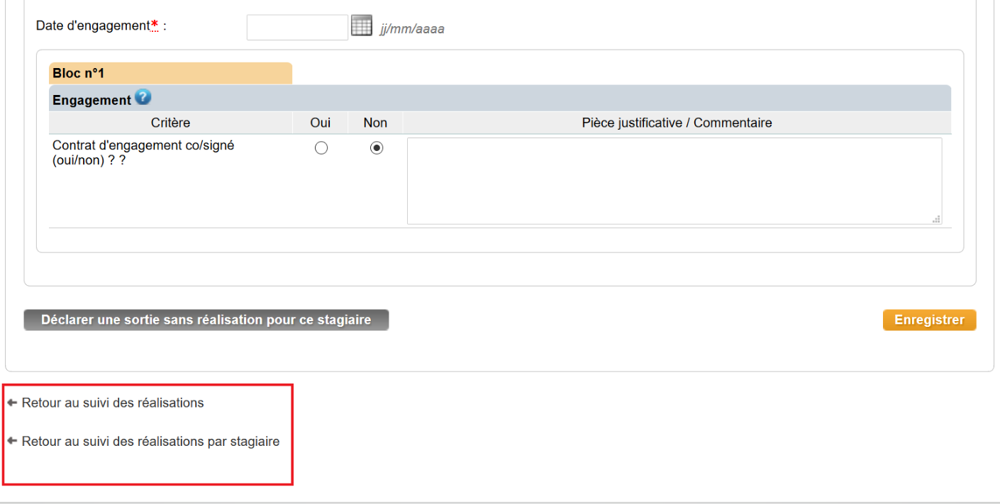 Date d'engagement* :
jj/mm/aaaa
Bloc n°1
Engagement ?
Critère Oui Non Pièce justificative / Commentaire
Contrat d'engagement co/signé
(oui/non) ? ?
Déclarer une sortie sans réalisation pour ce stagiaire
Enregistrer
Retour au suivi des réalisations
Retour au suivi des réalisations par stagiaire